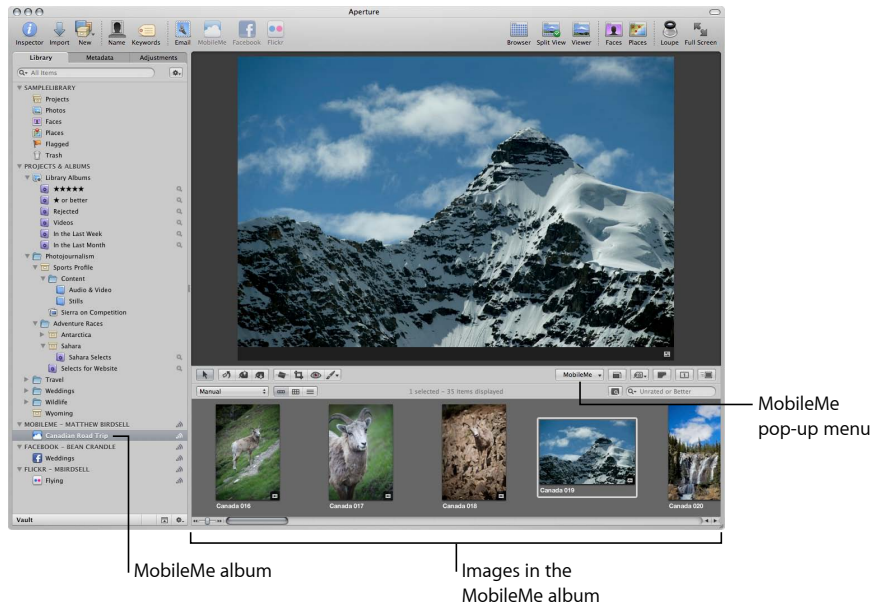 Aperture
Inspector Import New Name Keywords Email MobileMe Facebook Flickr Browser Split View Viewer Faces Places Loupe Full Screen
Library Metadata Adjustments
All Items
SAMPLELIBRARY
Projects
Photos
Faces
Places
Flagged
Trash
PROJECTS & ALBUMS
Library Albums
★★★★★
★ or better
Rejected
Videos
In the Last Week
In the Last Month
Photojournalism
Sports Profile
Content
Audio & Video
Stills
Sierra on Competition
Adventure Races
Antarctica
Sahara
Sahara Selects
Selects for Website
Travel
Weddings
Wildlife
Wyoming
MOBILEME – MATTHEW BIRDSELL
Canadian Road Trip
FACEBOOK – BEAN CRANDLE
Weddings
FLICKR – MBIRDSELL
Flying
Vault
MobileMe
Manual
1 selected – 35 items displayed
Unrated or Better
Canada 016
Canada 017
Canada 018
Canada 019
Canada 020
MobileMe
pop-up menu
MobileMe album
Images in the
MobileMe album